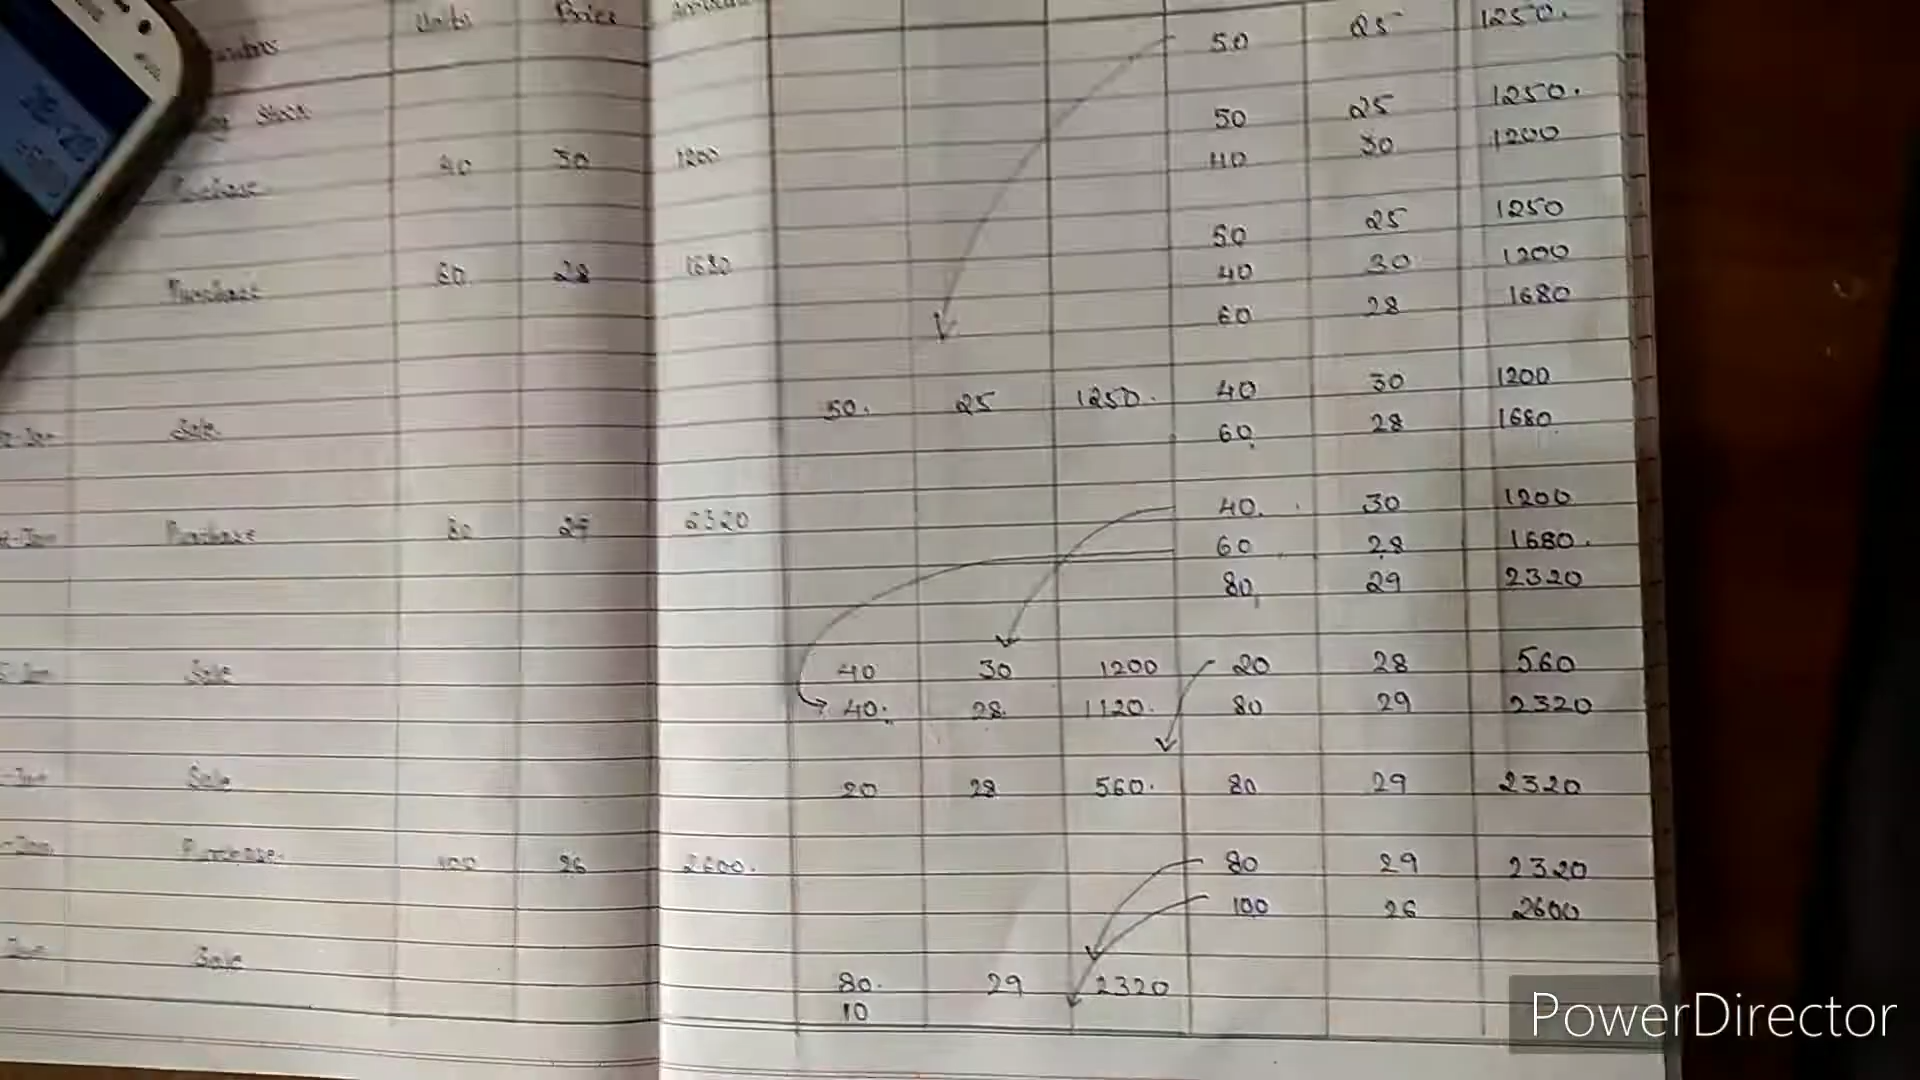 Units Price
50 25 1250.
Stock
50 25 1250.
40 30 1200
Purchase 40 30 1200
50 25 1250
Purchase 60 28 1680 40 30 1200
60 28 1680
Sale 50. 25 1250. 40 30 1200
60 28 1680
40. 30 1200
Purchase 80 29 2320 60 28 1680.
80 29 2320
Sale 40 30 1200 20 28 560
40. 28. 1120. 80 29 2320
Sale 20 28 560. 80 29 2320
Purchase 100 26 2600. 80 29 2320
100 26 2600
Sale 80. 29 2320
10
PowerDirector